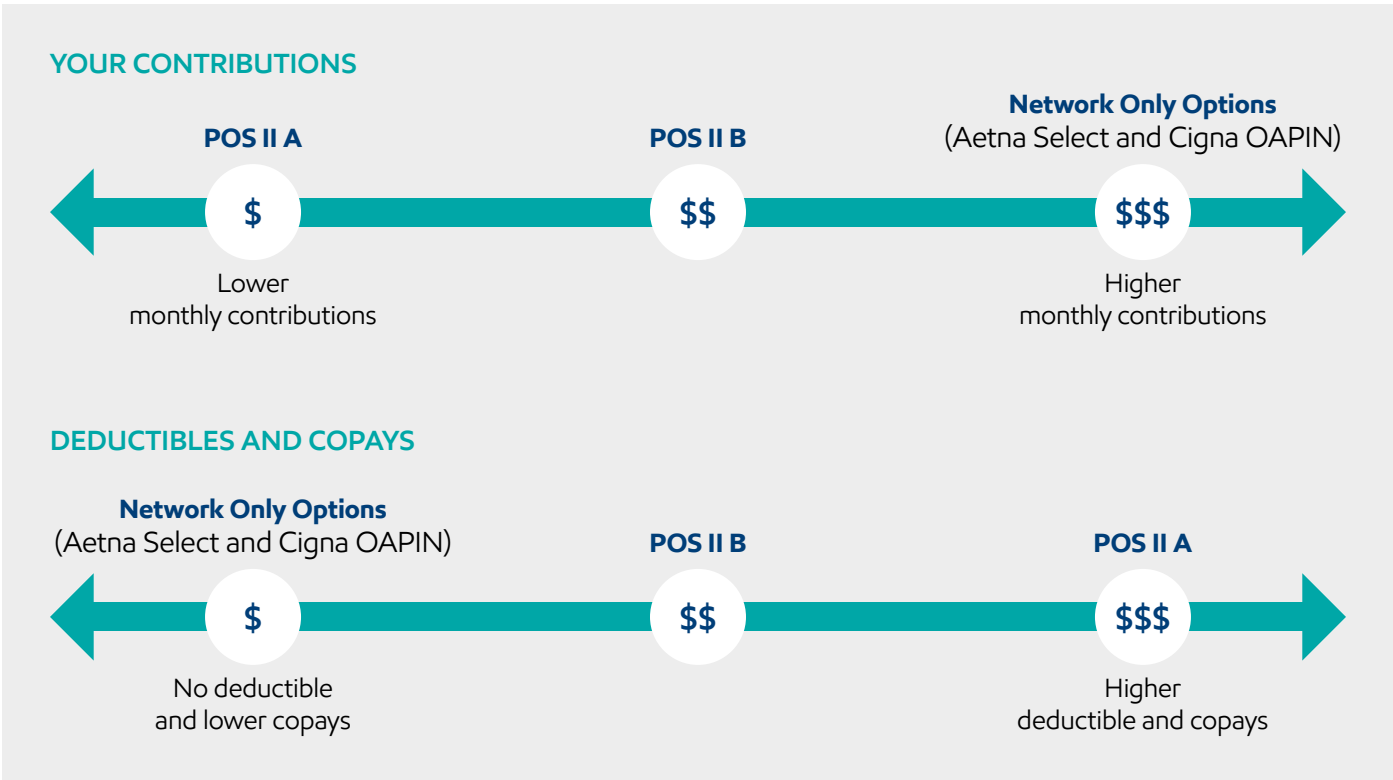 YOUR CONTRIBUTIONS
POS II A
POS II B
Network Only Options
(Aetna Select and Cigna OAPIN)
$
$$
$$$
Lower
monthly contributions
Higher
monthly contributions
DEDUCTIBLES AND COPAYS
Network Only Options
(Aetna Select and Cigna OAPIN)
POS II B
POS II A
$
$$
$$$
No deductible
and lower copays
Higher
deductible and copays